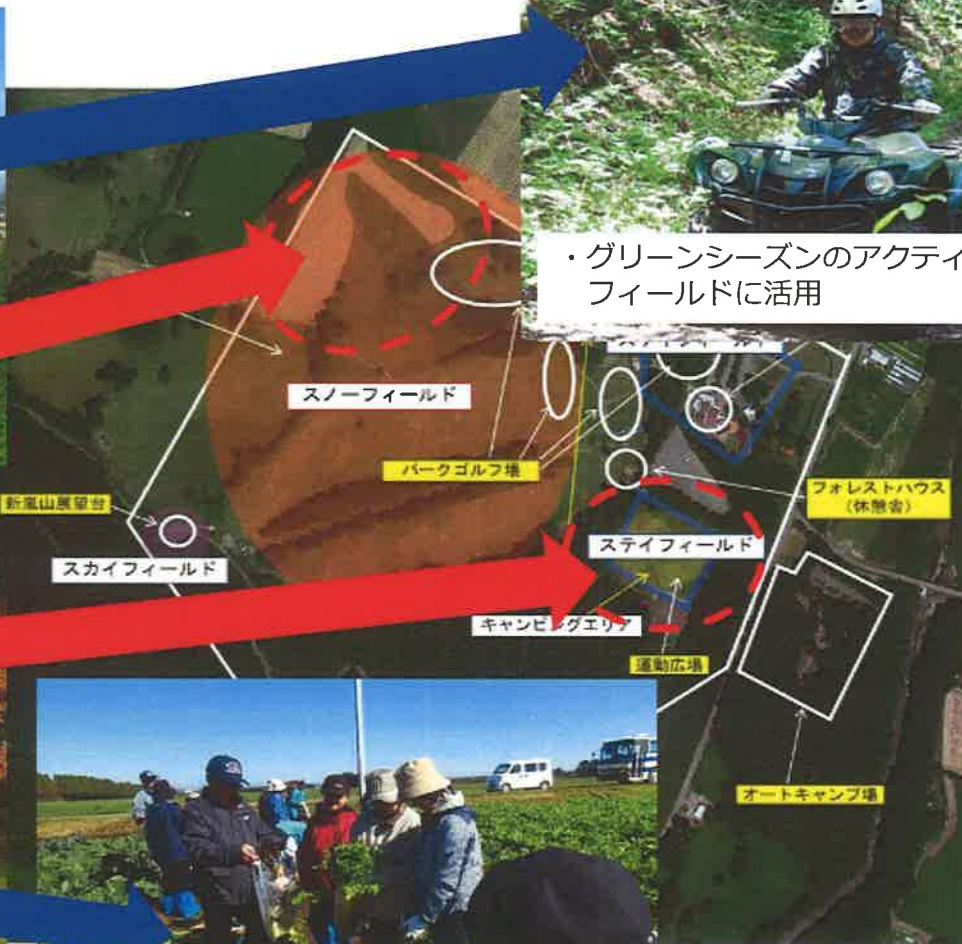 ・グリーンシーズンのアクティ
フィールドに活用
スノーフィールド
パークゴルフ場
新嵐山展望台
フォレストハウス
（休憩舎）
スカイフィールド
ステイフィールド
キャンピングエリア
運動広場
オートキャンプ場